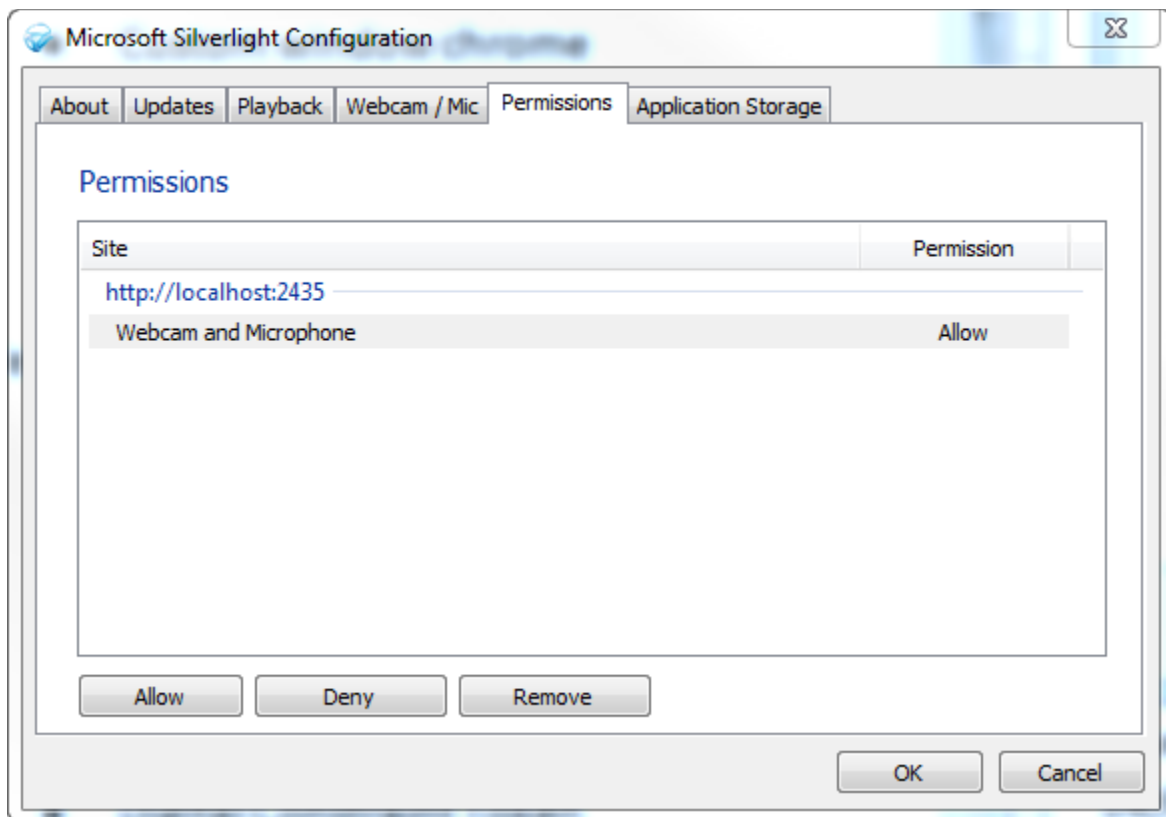 Microsoft Silverlight Configuration
About Updates Playback Webcam / Mic Permissions Application Storage
Permissions
Site Permission
http://localhost:2435
Webcam and Microphone Allow
Allow Deny Remove
OK Cancel